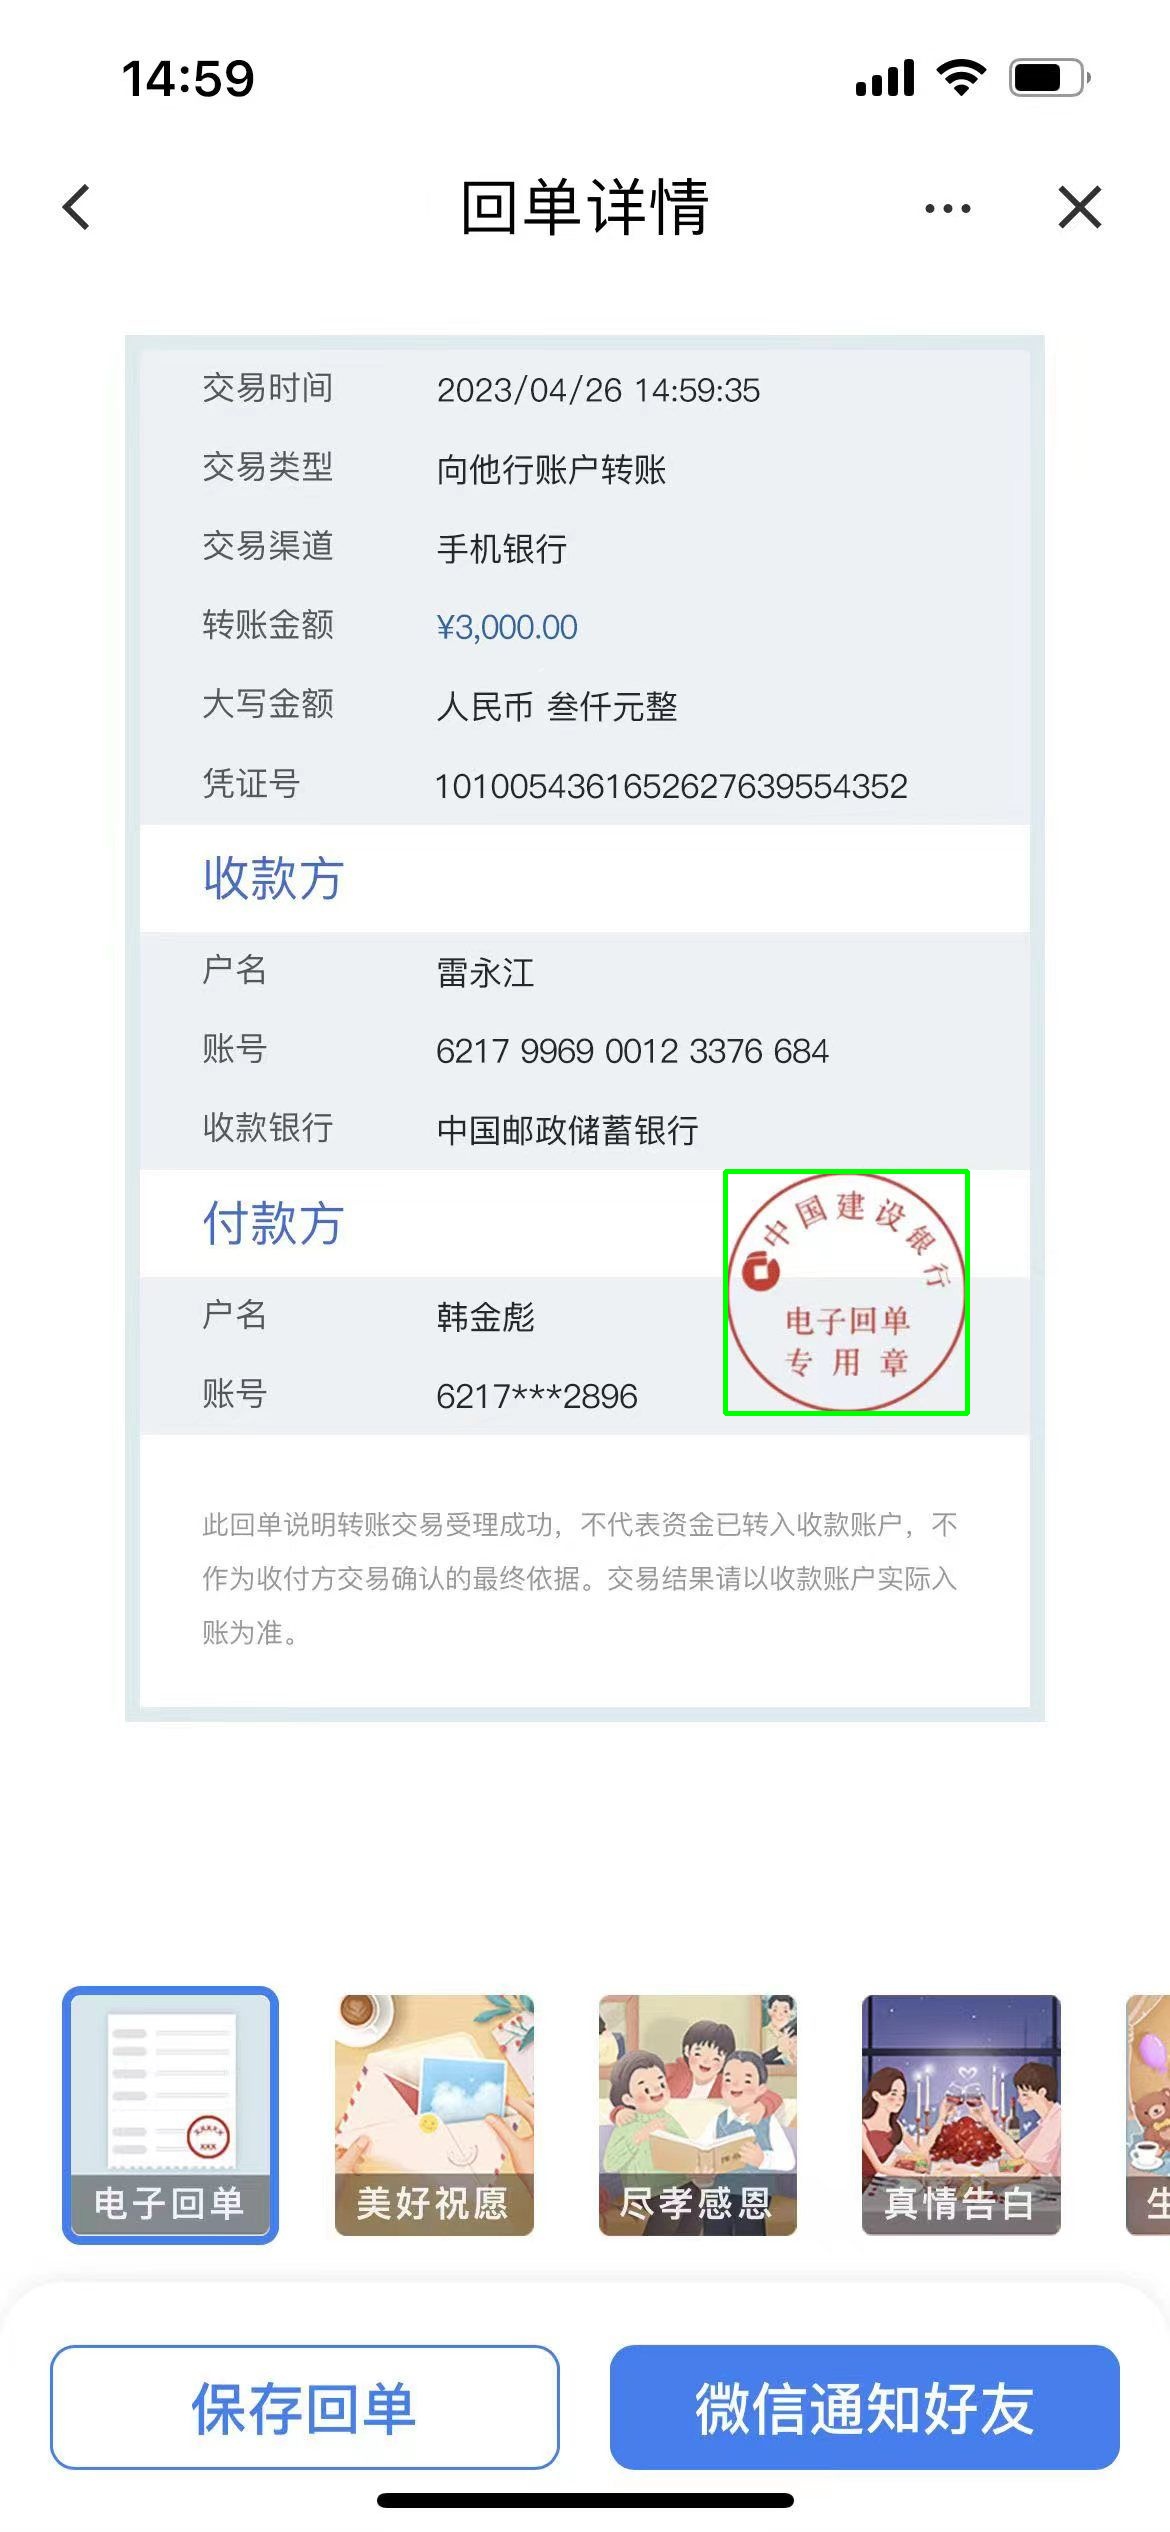 14:59
回单详情
交易时间 2023/04/26 14:59:35
交易类型 向他行账户转账
交易渠道 手机银行
转账金额 ¥3,000.00
大写金额 人民币 叁仟元整
凭证号 1010054361652627639554352
收款方
户名 雷永江
账号 6217 9969 0012 3376 684
收款银行 中国邮政储蓄银行
付款方
中国建设银行
电子回单
专用章
户名 韩金彪
账号 6217***2896
此回单说明转账交易受理成功，不代表资金已转入收款账户，不
作为收付方交易确认的最终依据。交易结果请以收款账户实际入
账为准。
电子回单 美好祝愿 尽孝感恩 真情告白 生
保存回单 微信通知好友